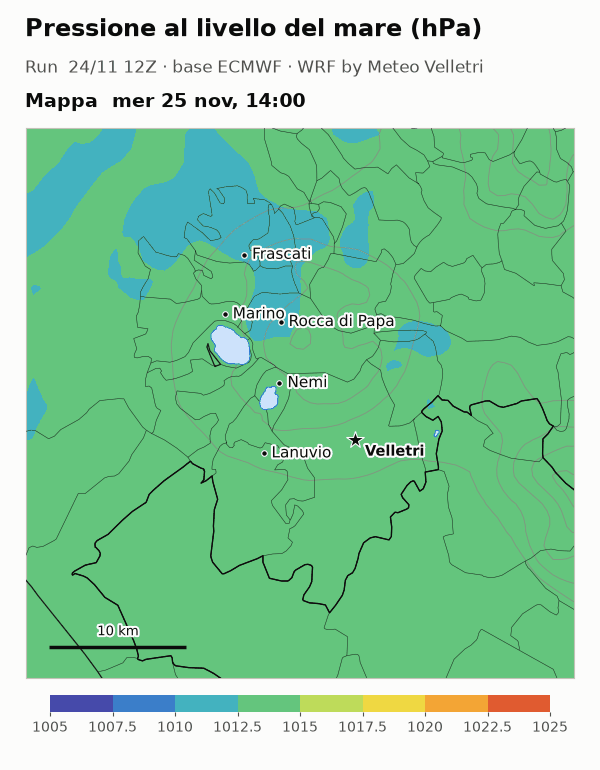 Pressione al livello del mare (hPa)
Run  24/11 12Z · base ECMWF · WRF by Meteo Velletri
Mappa  mer 25 nov, 14:00
Frascati
Marino
Rocca di Papa
Nemi
Velletri
Lanuvio
10 km
1005 1007.5 1010 1012.5 1015 1017.5 1020 1022.5 1025